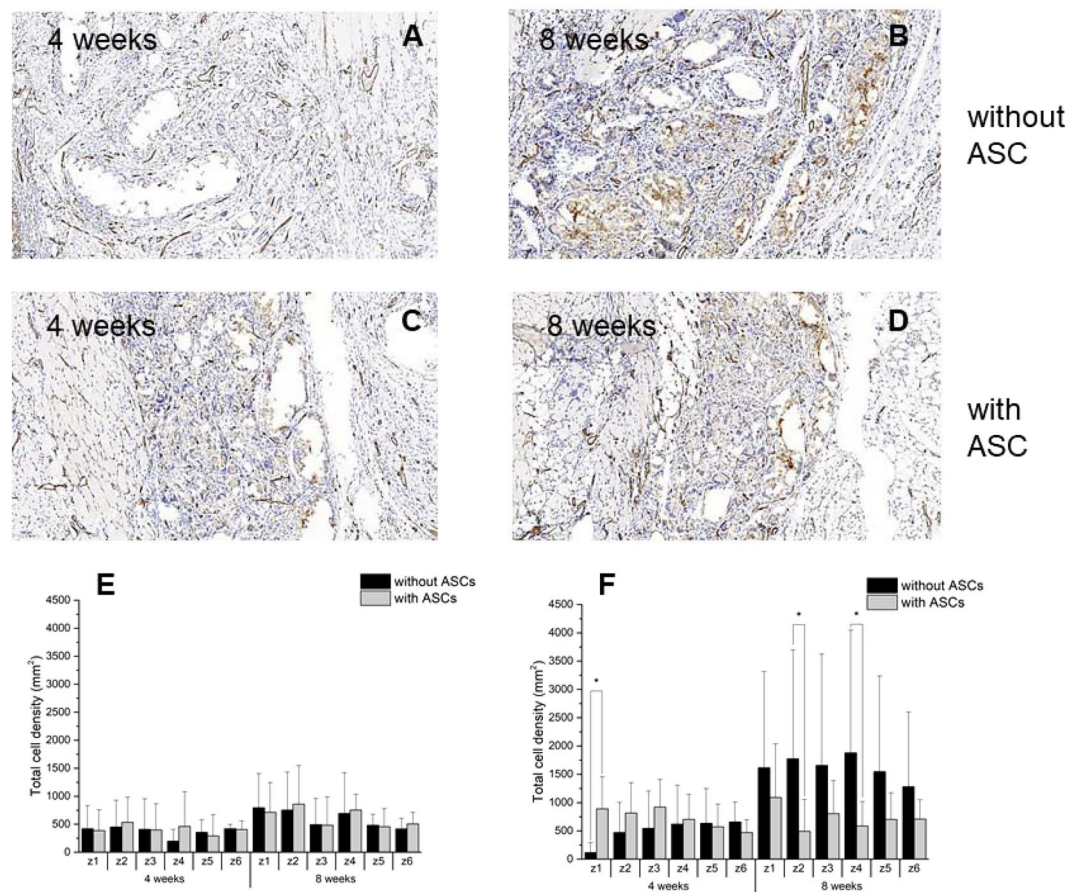 4 weeks
A
8 weeks
B
without
ASC
4 weeks
C
8 weeks
D
with
ASC
E
without ASCs
with ASCs
Total cell density (mm²)
4500
4000
3500
3000
2500
2000
1500
1000
500
0
z1 z2 z3 z4 z5 z6 z1 z2 z3 z4 z5 z6
4 weeks 8 weeks
F
without ASCs
with ASCs
Total cell density (mm²)
4500
4000
3500
3000
2500
2000
1500
1000
500
0
* * *
z1 z2 z3 z4 z5 z6 z1 z2 z3 z4 z5 z6
4 weeks 8 weeks